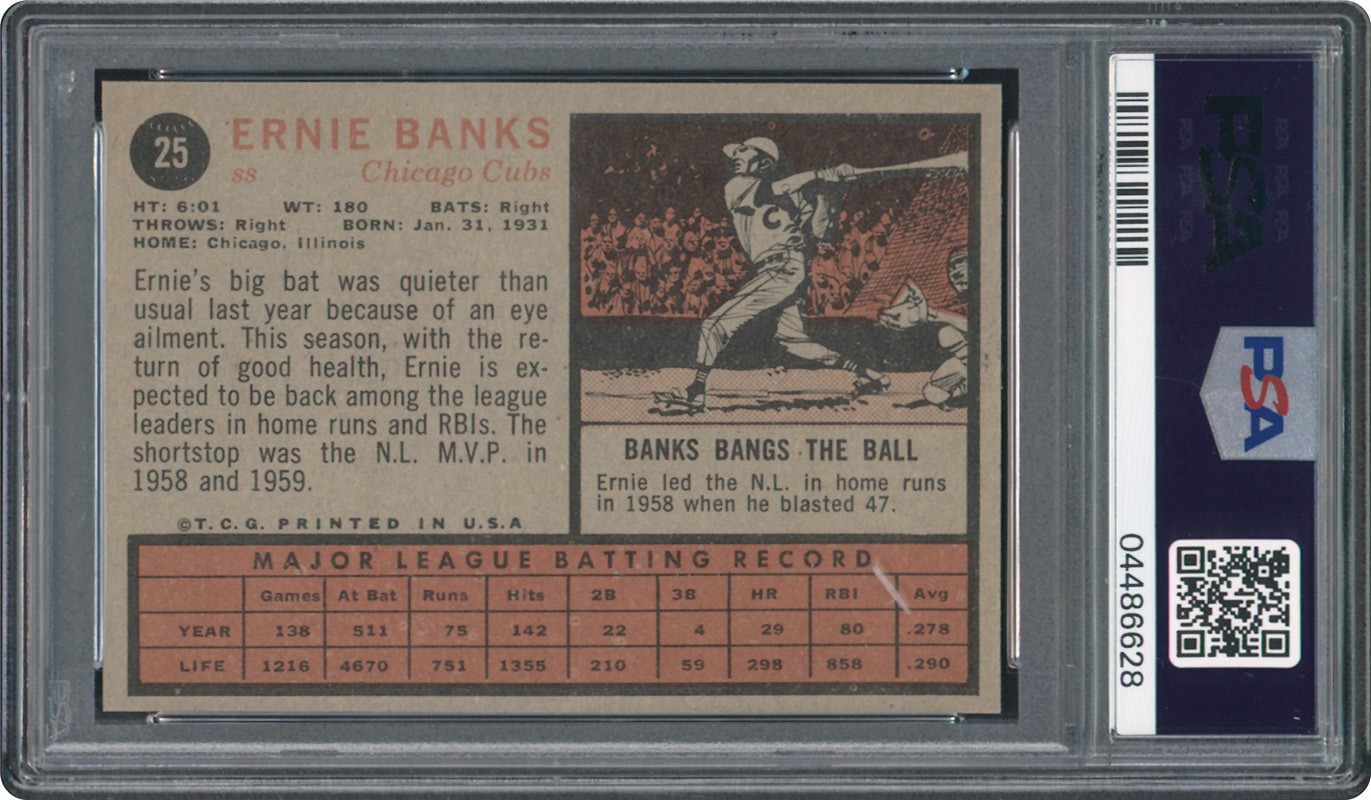 25
ERNIE BANKS
ss Chicago Cubs
HT: 6:01 WT: 180 BATS: Right
THROWS: Right BORN: Jan. 31, 1931
HOME: Chicago, Illinois
Ernie's big bat was quieter than
usual last year because of an eye
ailment. This season, with the re-
turn of good health, Ernie is ex-
pected to be back among the league
leaders in home runs and RBIs. The
shortstop was the N.L. M.V.P. in
1958 and 1959.
©T.C.G. PRINTED IN U.S.A
C
BANKS BANGS THE BALL
Ernie led the N.L. in home runs
in 1958 when he blasted 47.
MAJOR LEAGUE BATTING RECORD
Games At Bat Runs Hits 2B 3B HR RBI Avg
YEAR 138 511 75 142 22 4 29 80 .278
LIFE 1216 4670 751 1355 210 59 298 858 .290
PSA
PSA
04486628
PSA